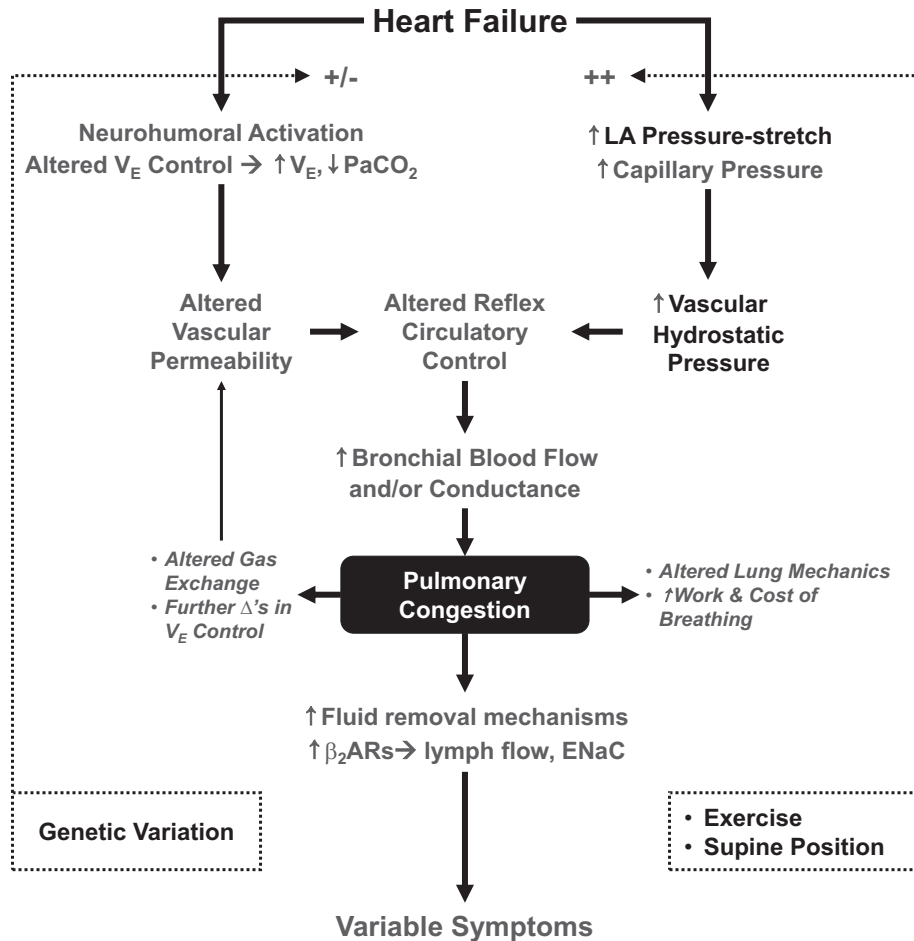 Heart Failure
+/-
++
Neurohumoral Activation
Altered V_E Control → ↑V_E, ↓PaCO₂
↑LA Pressure-stretch
↑Capillary Pressure
Altered
Vascular
Permeability
Altered Reflex
Circulatory
Control
↑Vascular
Hydrostatic
Pressure
↑Bronchial Blood Flow
and/or Conductance
• Altered Gas
Exchange
• Further Δ's in
V_E Control
Pulmonary
Congestion
• Altered Lung Mechanics
• ↑Work & Cost of
Breathing
↑Fluid removal mechanisms
↑β₂ARs→ lymph flow, ENaC
Genetic Variation
• Exercise
• Supine Position
Variable Symptoms